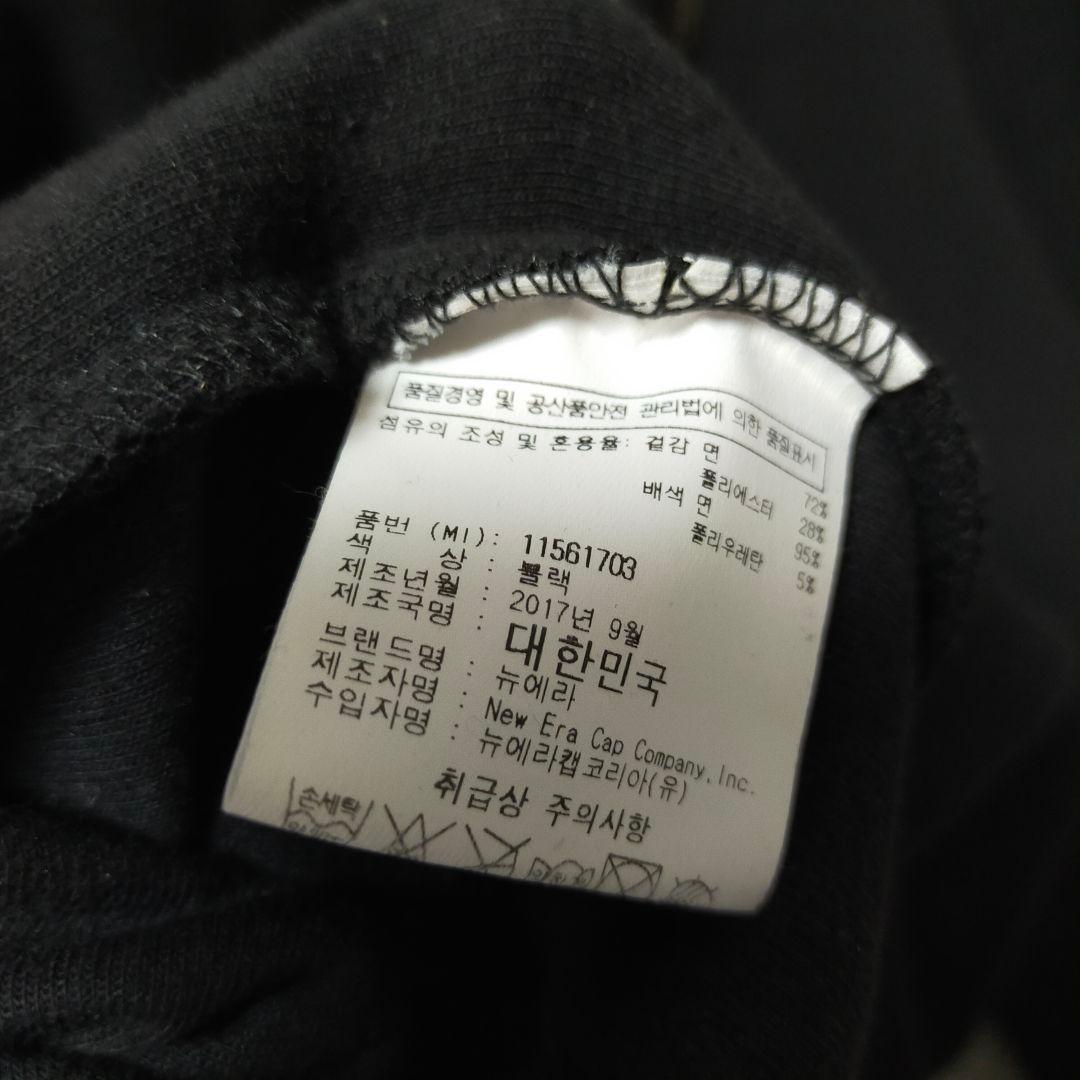 품질경영 및 공산품안전 관리법에 의한 품질표시
섬유의 조성 및 혼용율: 겉감 면 72%
폴리에스터 28%
배색 면 95%
폴리우레탄 5%
품번 (MI): 11561703
색 상 : 블랙
제조년월 : 2017년 9월
제조국명 : 대한민국
브랜드명 : 뉴에라
제조자명 : New Era Cap Company, Inc.
수입자명 : 뉴에라캡코리아(유)
취급상 주의사항
손세탁